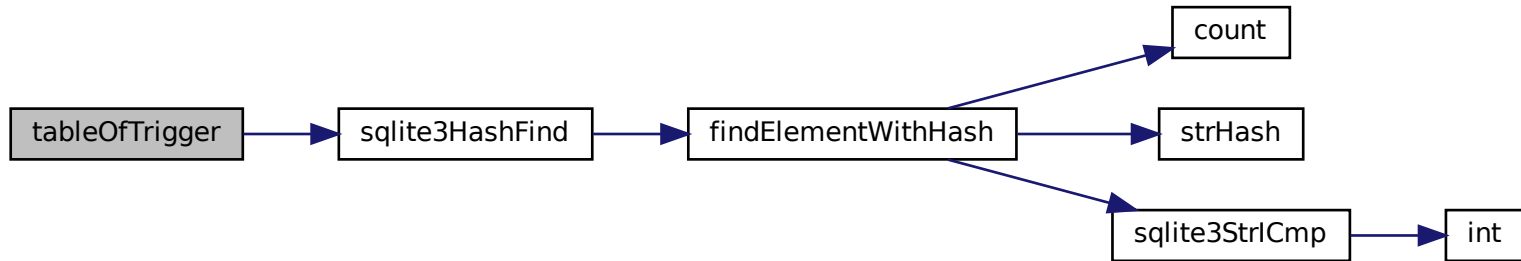 tableOfTrigger
sqlite3HashFind
findElementWithHash
count
strHash
sqlite3StrICmp
int